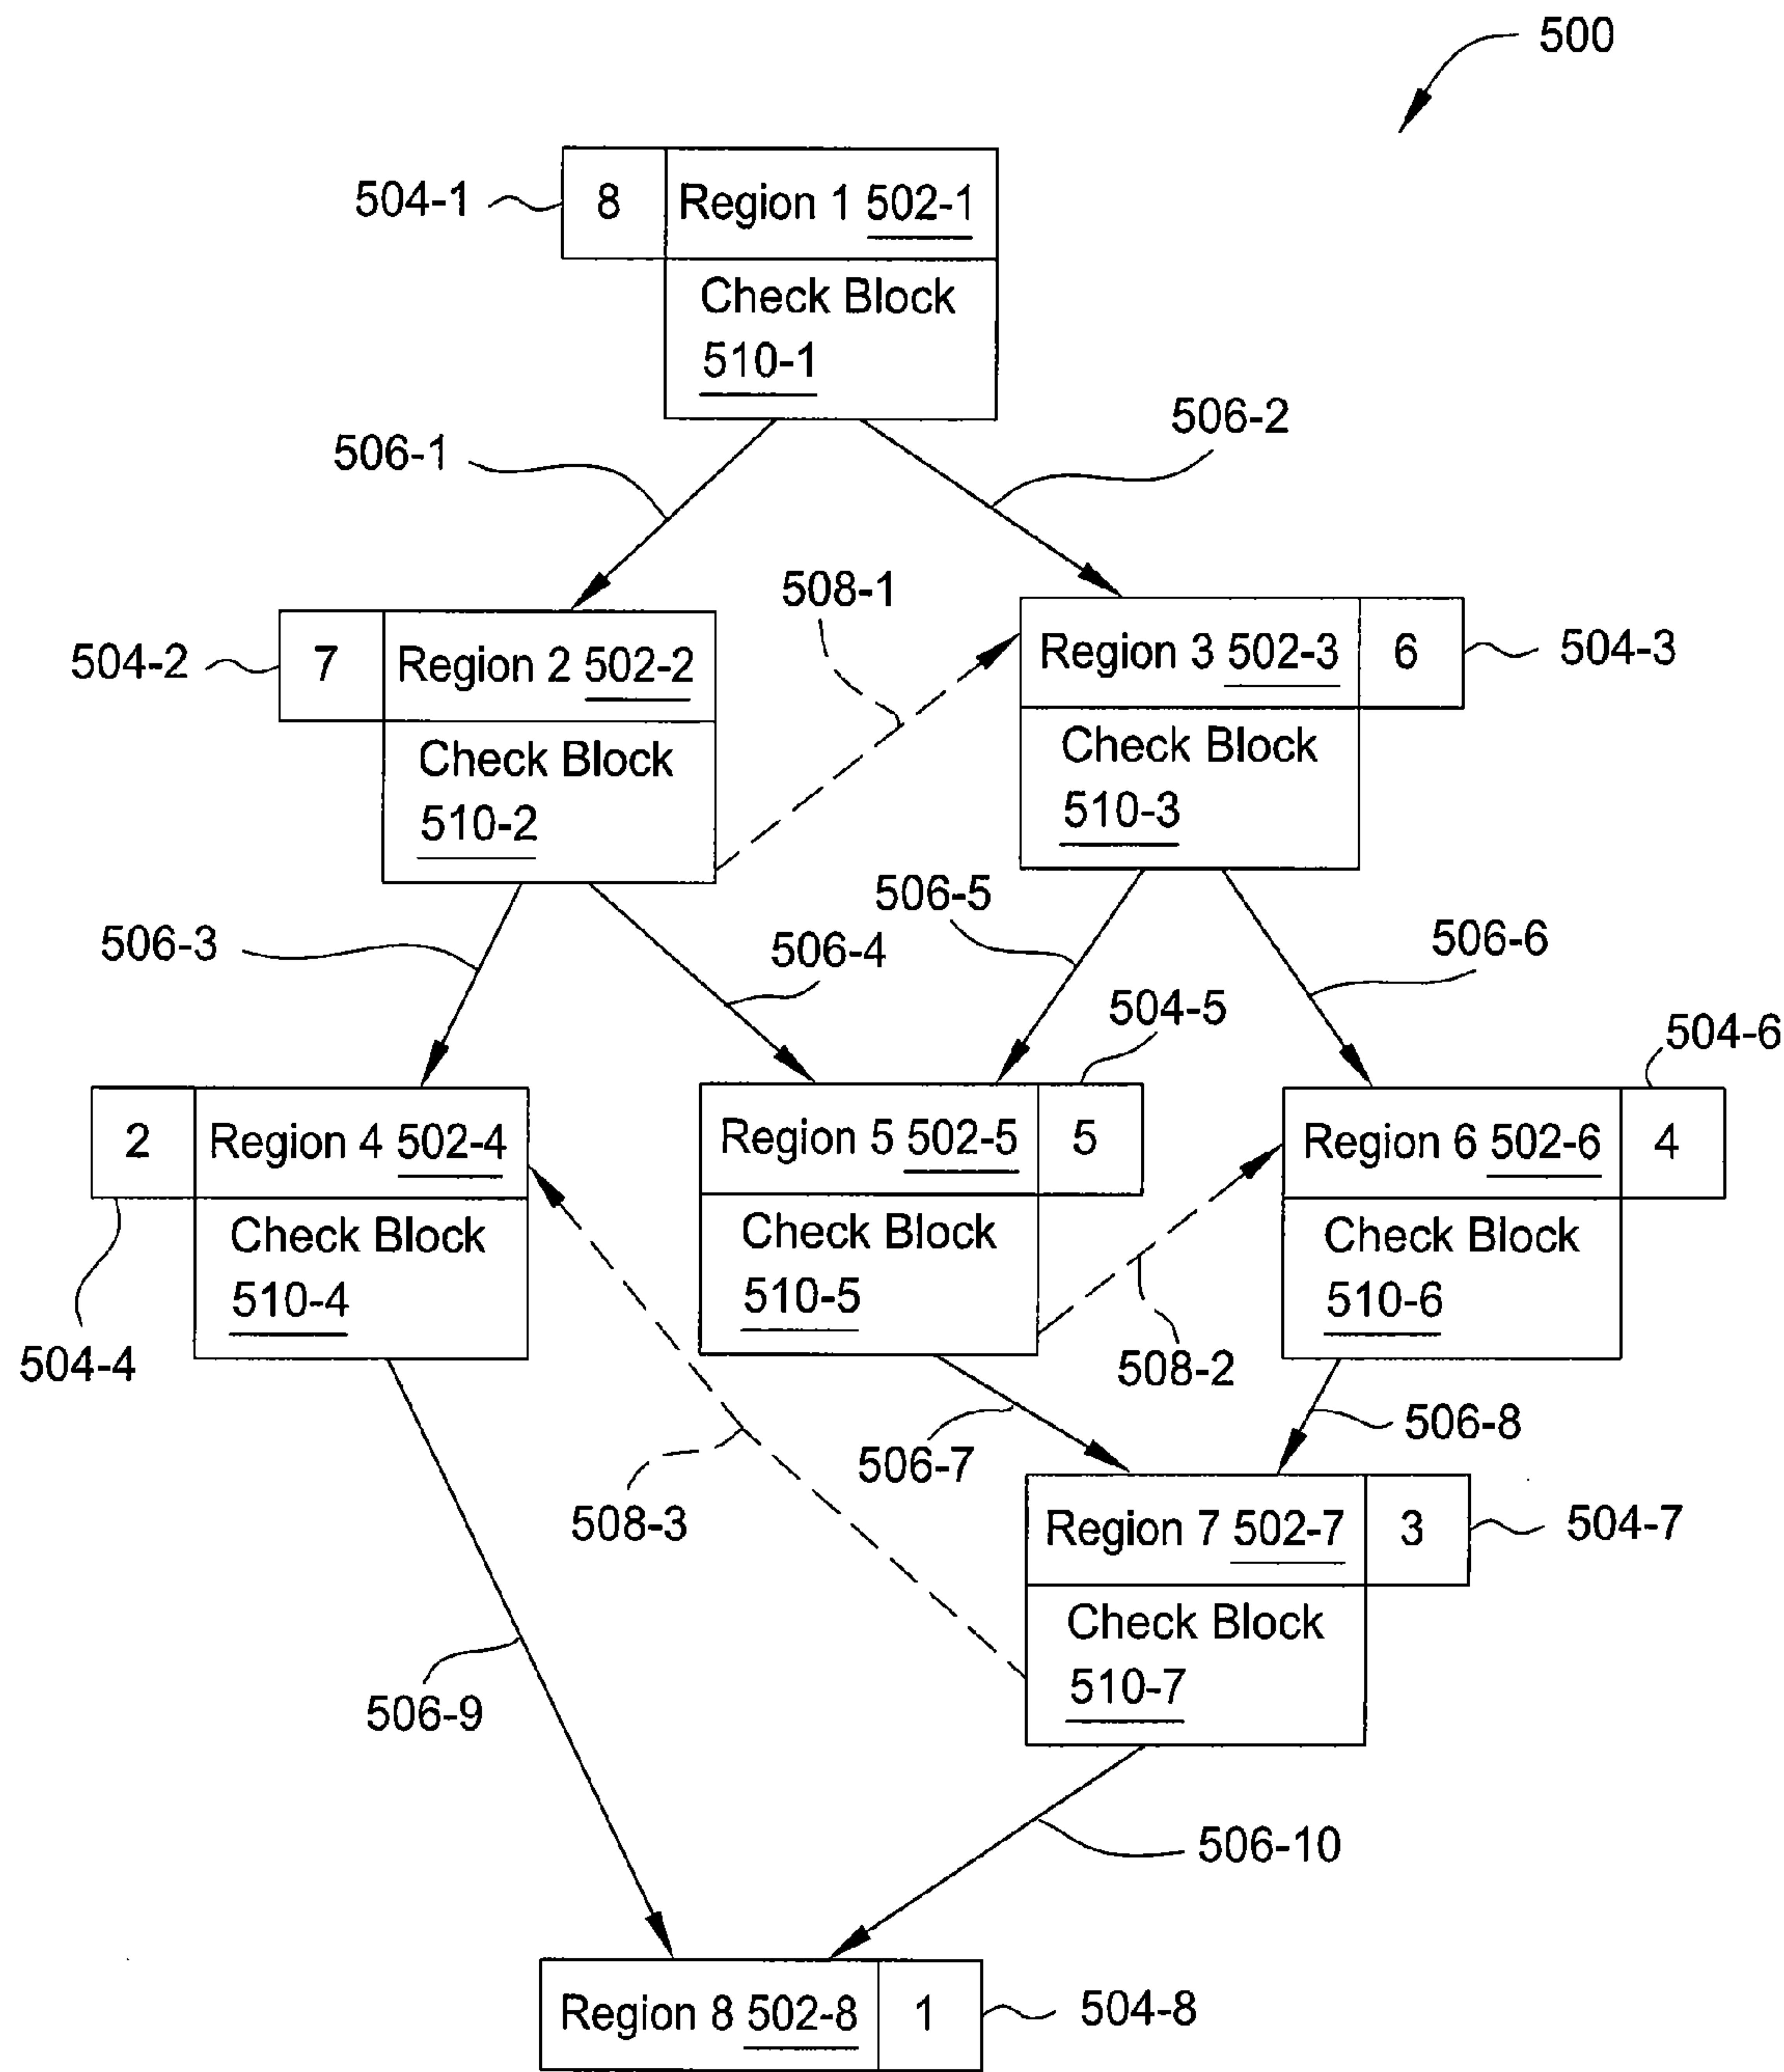 500
504-1
8
Region 1 502-1
Check Block
510-1
506-1
506-2
508-1
504-2
7
Region 2 502-2
Check Block
510-2
Region 3 502-3
6
504-3
Check Block
510-3
506-3
506-4
506-5
506-6
504-5
504-6
2
Region 4 502-4
Check Block
510-4
504-4
Region 5 502-5
5
Check Block
510-5
Region 6 502-6
4
Check Block
510-6
508-2
508-3
506-7
506-8
Region 7 502-7
3
504-7
Check Block
510-7
506-9
506-10
Region 8 502-8
1
504-8